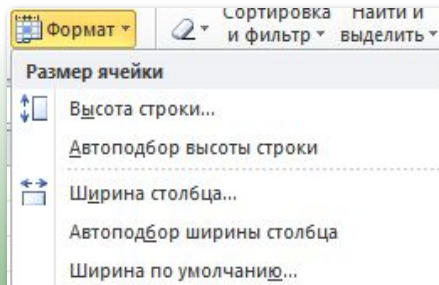 Формат
Сортировка
и фильтр
Найти и
выделить
Размер ячейки
Высота строки...
Автоподбор высоты строки
Ширина столбца...
Автоподбор ширины столбца
Ширина по умолчанию...